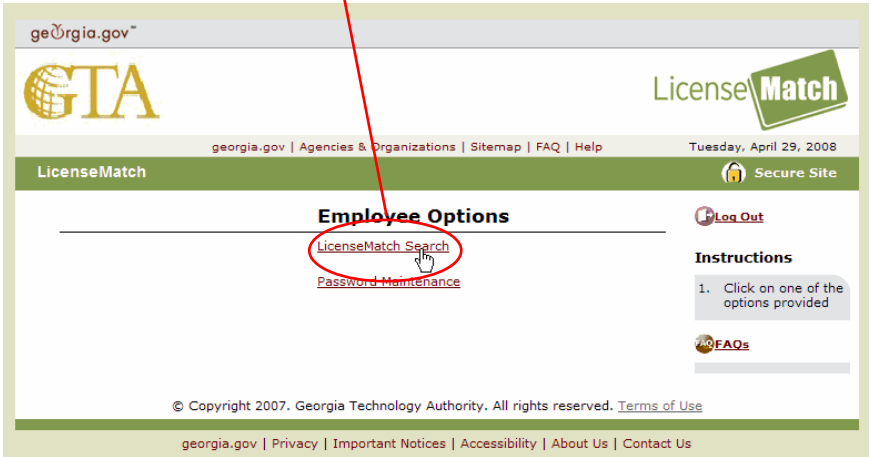 georgia.gov™
GTA
License Match
georgia.gov | Agencies & Organizations | Sitemap | FAQ | Help
Tuesday, April 29, 2008
LicenseMatch
Secure Site
Employee Options
LicenseMatch Search
Password Maintenance
Log Out
Instructions
1. Click on one of the
options provided
FAQ FAQs
© Copyright 2007. Georgia Technology Authority. All rights reserved. Terms of Use
georgia.gov | Privacy | Important Notices | Accessibility | About Us | Contact Us